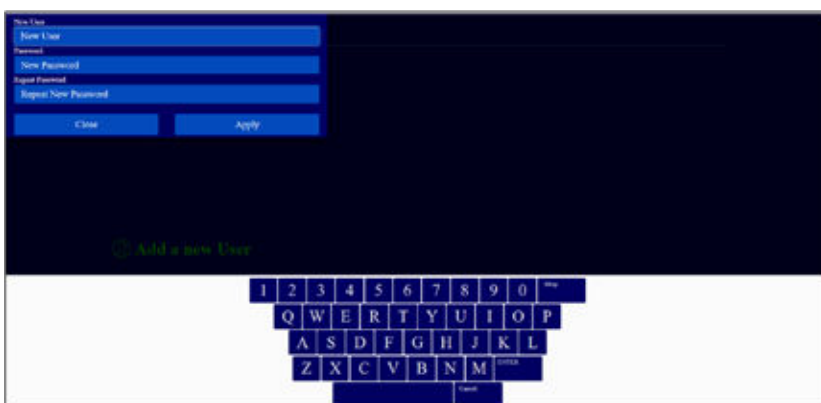 New User
New User
Password
New Password
Repeat Password
Repeat New Password
Close Apply
Add a new User
1 2 3 4 5 6 7 8 9 0
Q W E R T Y U I O P
A S D F G H J K L
Z X C V B N M ENTER